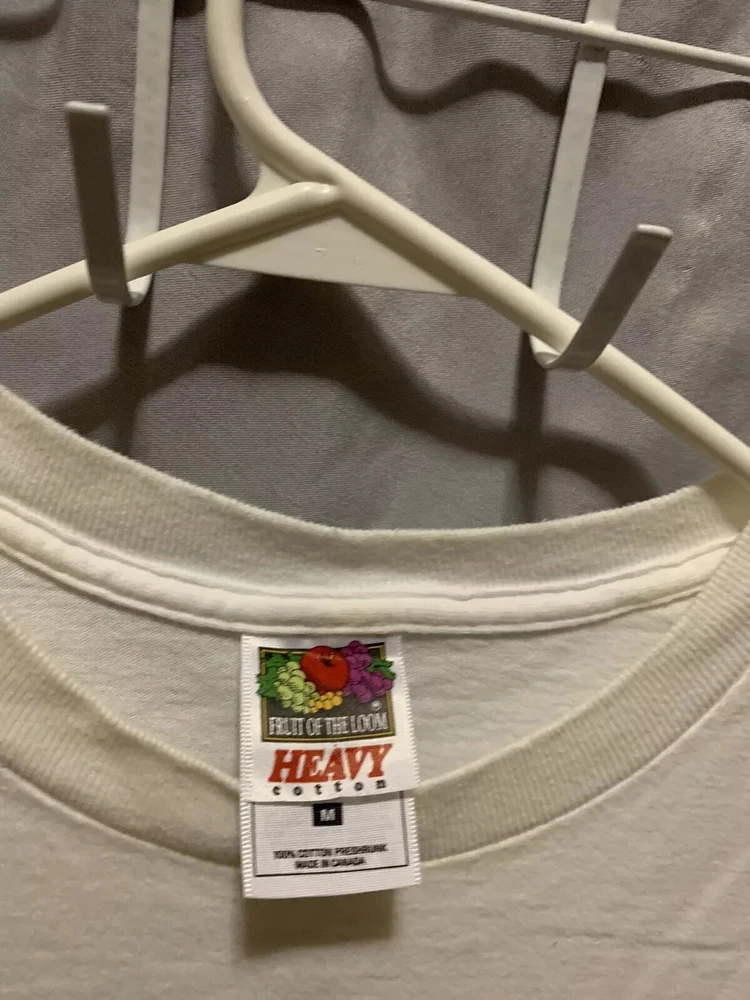 FRUIT OF THE LOOM
®
HEAVY
cotton
M
100% COTTON PRESHRUNK
MADE IN CANADA